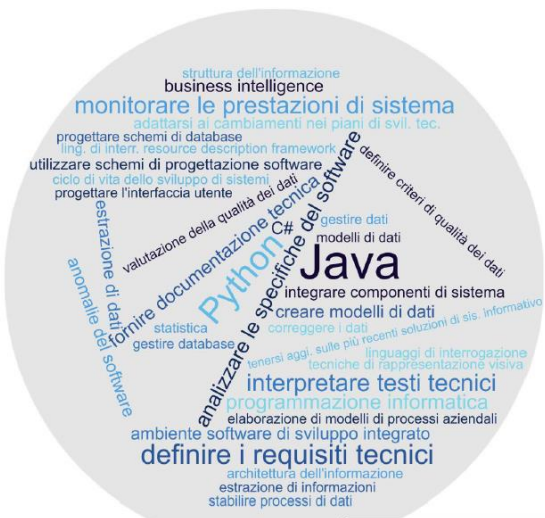 struttura dell'informazione
business intelligence
monitorare le prestazioni di sistema
adattarsi ai cambiamenti nei piani di svil. tec.
progettare schemi di database
ling. di interr. resource description framework
utilizzare schemi di progettazione software
ciclo di vita dello sviluppo di sistemi
progettare l'interfaccia utente
definire criteri di qualità dei dati
valutazione della qualità dei dati
estrazione di dati
fornire documentazione tecnica
analizzare le specifiche del software
anomalie del software
gestire dati
C#
modelli di dati
Python
Java
integrare componenti di sistema
creare modelli di dati
statistica
correggere i dati
gestire database
tenersi agg. sulle più recenti soluzioni di sis. informativo
linguaggi di interrogazione
tecniche di rappresentazione visiva
interpretare testi tecnici
programmazione informatica
elaborazione di modelli di processi aziendali
ambiente software di sviluppo integrato
definire i requisiti tecnici
architettura dell'informazione
estrazione di informazioni
stabilire processi di dati